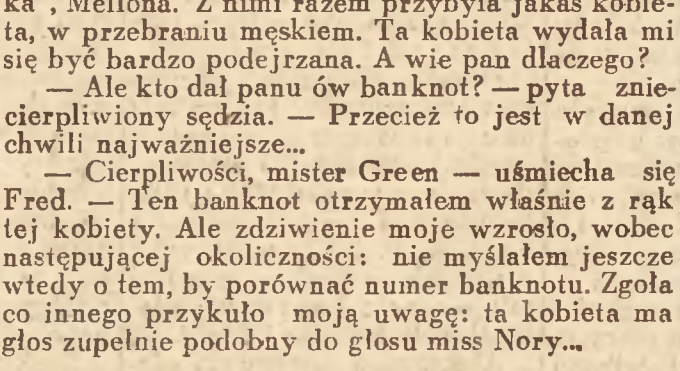 ka , Mellona. Z nimi razem przybyła jakaś kobie-
ta, w przebraniu męskiem. Ta kobieta wydała mi
się być bardzo podejrzana. A wie pan dlaczego?
— Ale kto dał panu ów banknot? — pyta znie-
cierpliwiony sędzia. — Przecież to jest w danej
chwili najważniejsze...
— Cierpliwości, mister Green — uśmiecha się
Fred. — Ten banknot otrzymałem właśnie z rąk
tej kobiety. Ale zdziwienie moje wzrosło, wobec
następującej okoliczności: nie myślałem jeszcze
wtedy o tem, by porównać numer banknotu. Zgoła
co innego przykuło moją uwagę: ta kobieta ma
głos zupełnie podobny do głosu miss Nory...